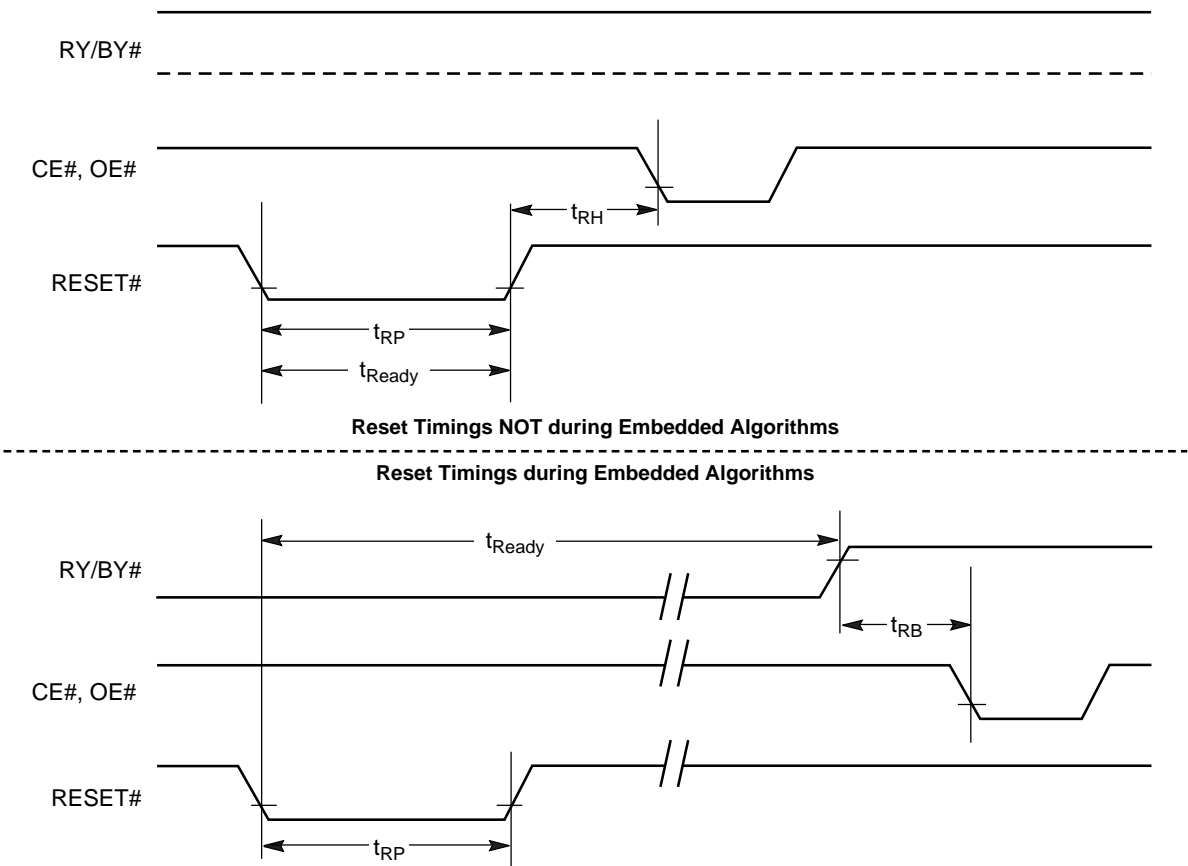 RY/BY#
CE#, OE#
tRH
RESET#
tRP
tReady
Reset Timings NOT during Embedded Algorithms
Reset Timings during Embedded Algorithms
tReady
RY/BY#
tRB
CE#, OE#
RESET#
tRP